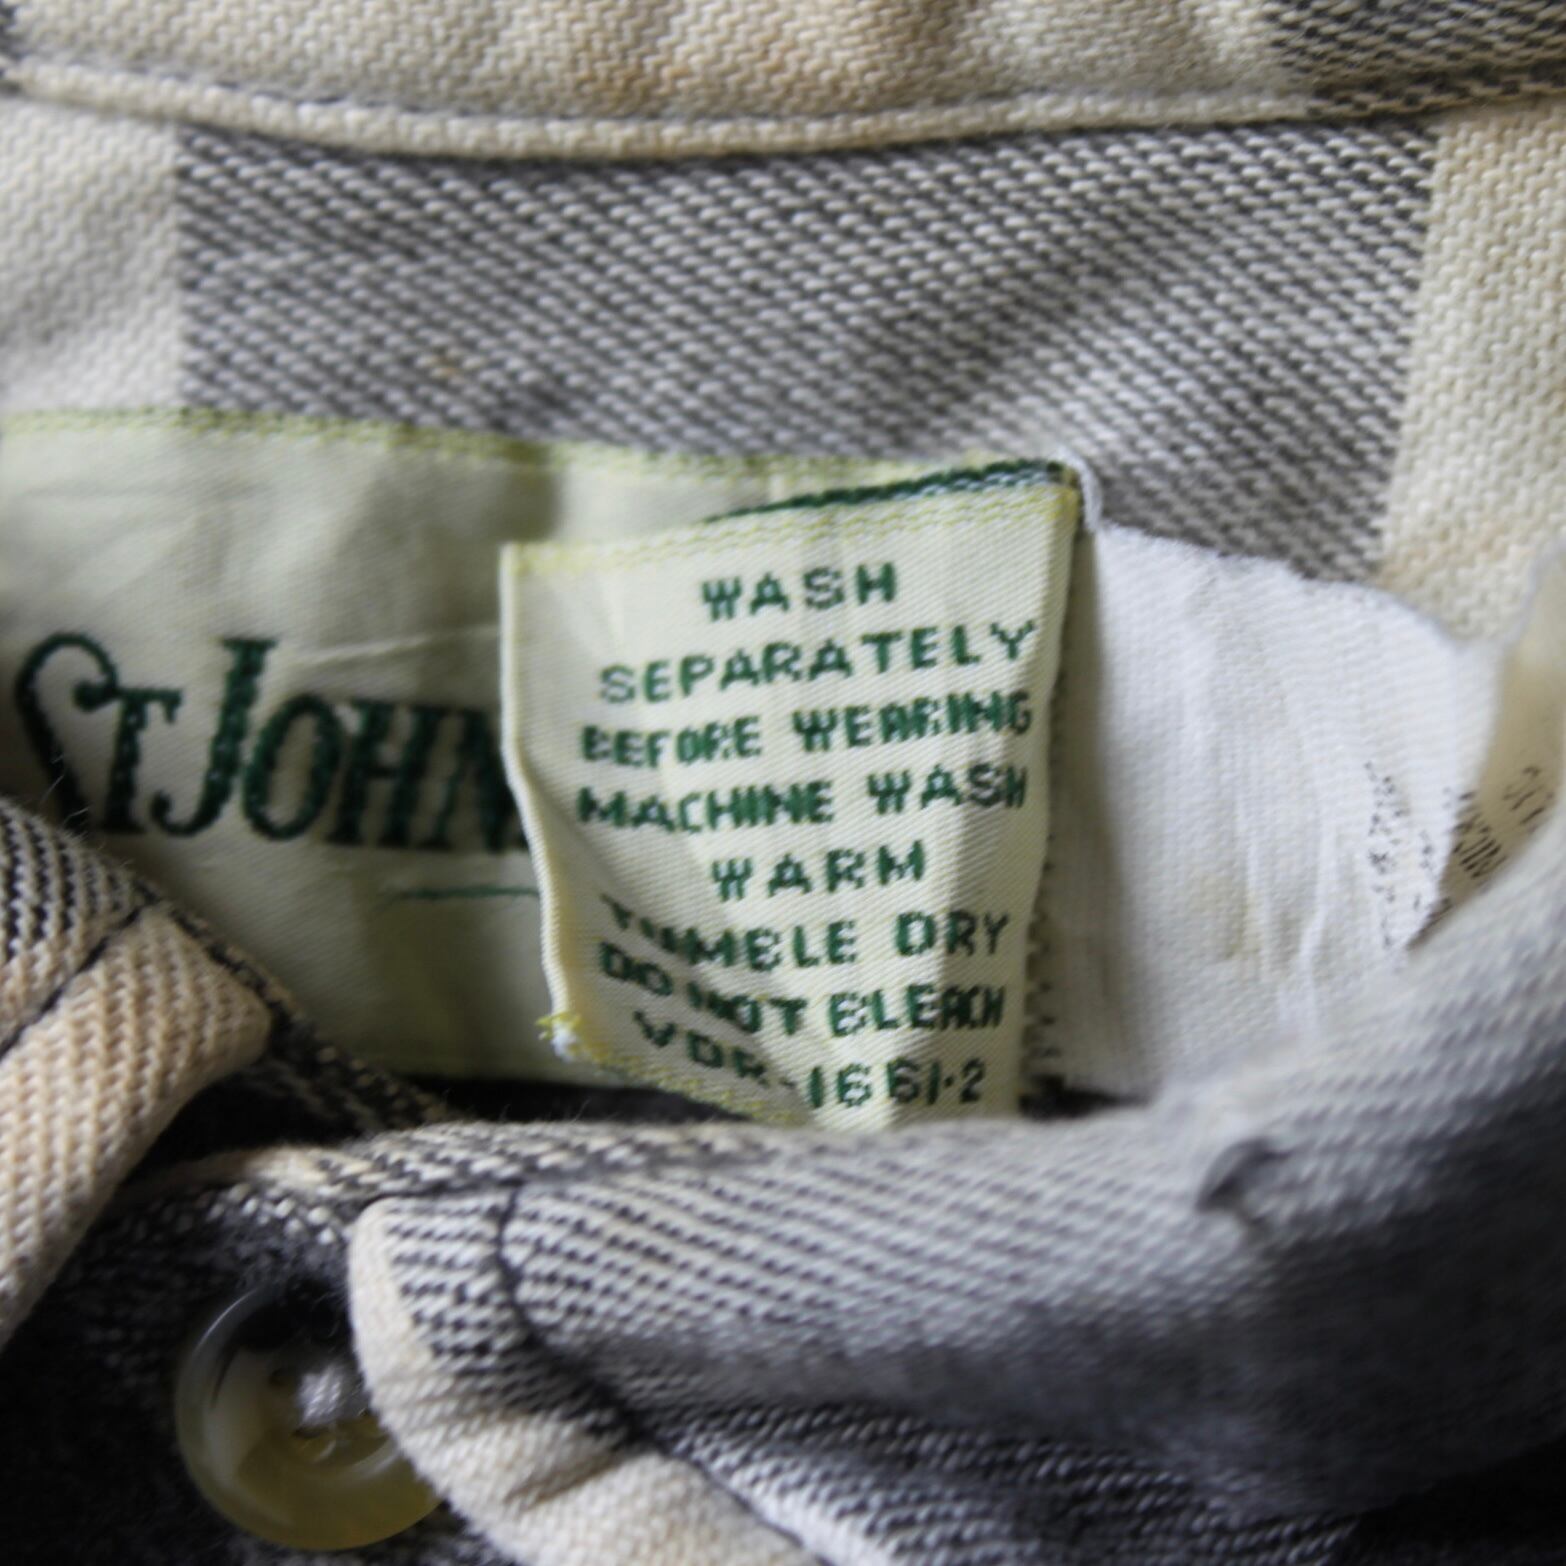 ST JOHN
WASH
SEPARATELY
BEFORE WEARING
MACHINE WASH
WARM
TUMBLE DRY
DO NOT BLEACH
VDR-1661-2